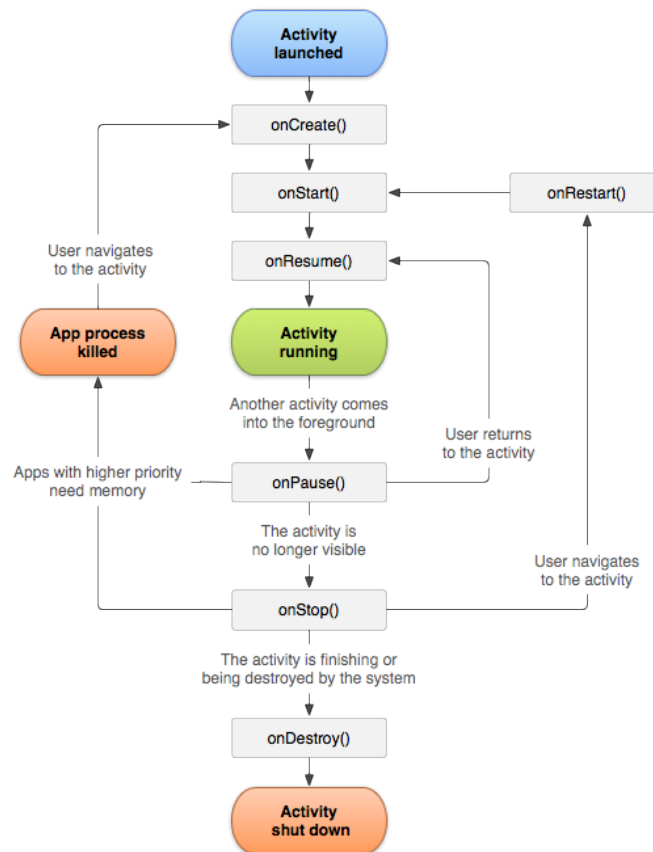 Activity
launched
onCreate()
onStart()
onRestart()
User navigates
to the activity
onResume()
App process
killed
Activity
running
Another activity comes
into the foreground
User returns
to the activity
Apps with higher priority
need memory
onPause()
The activity is
no longer visible
User navigates
to the activity
onStop()
The activity is finishing or
being destroyed by the system
onDestroy()
Activity
shut down